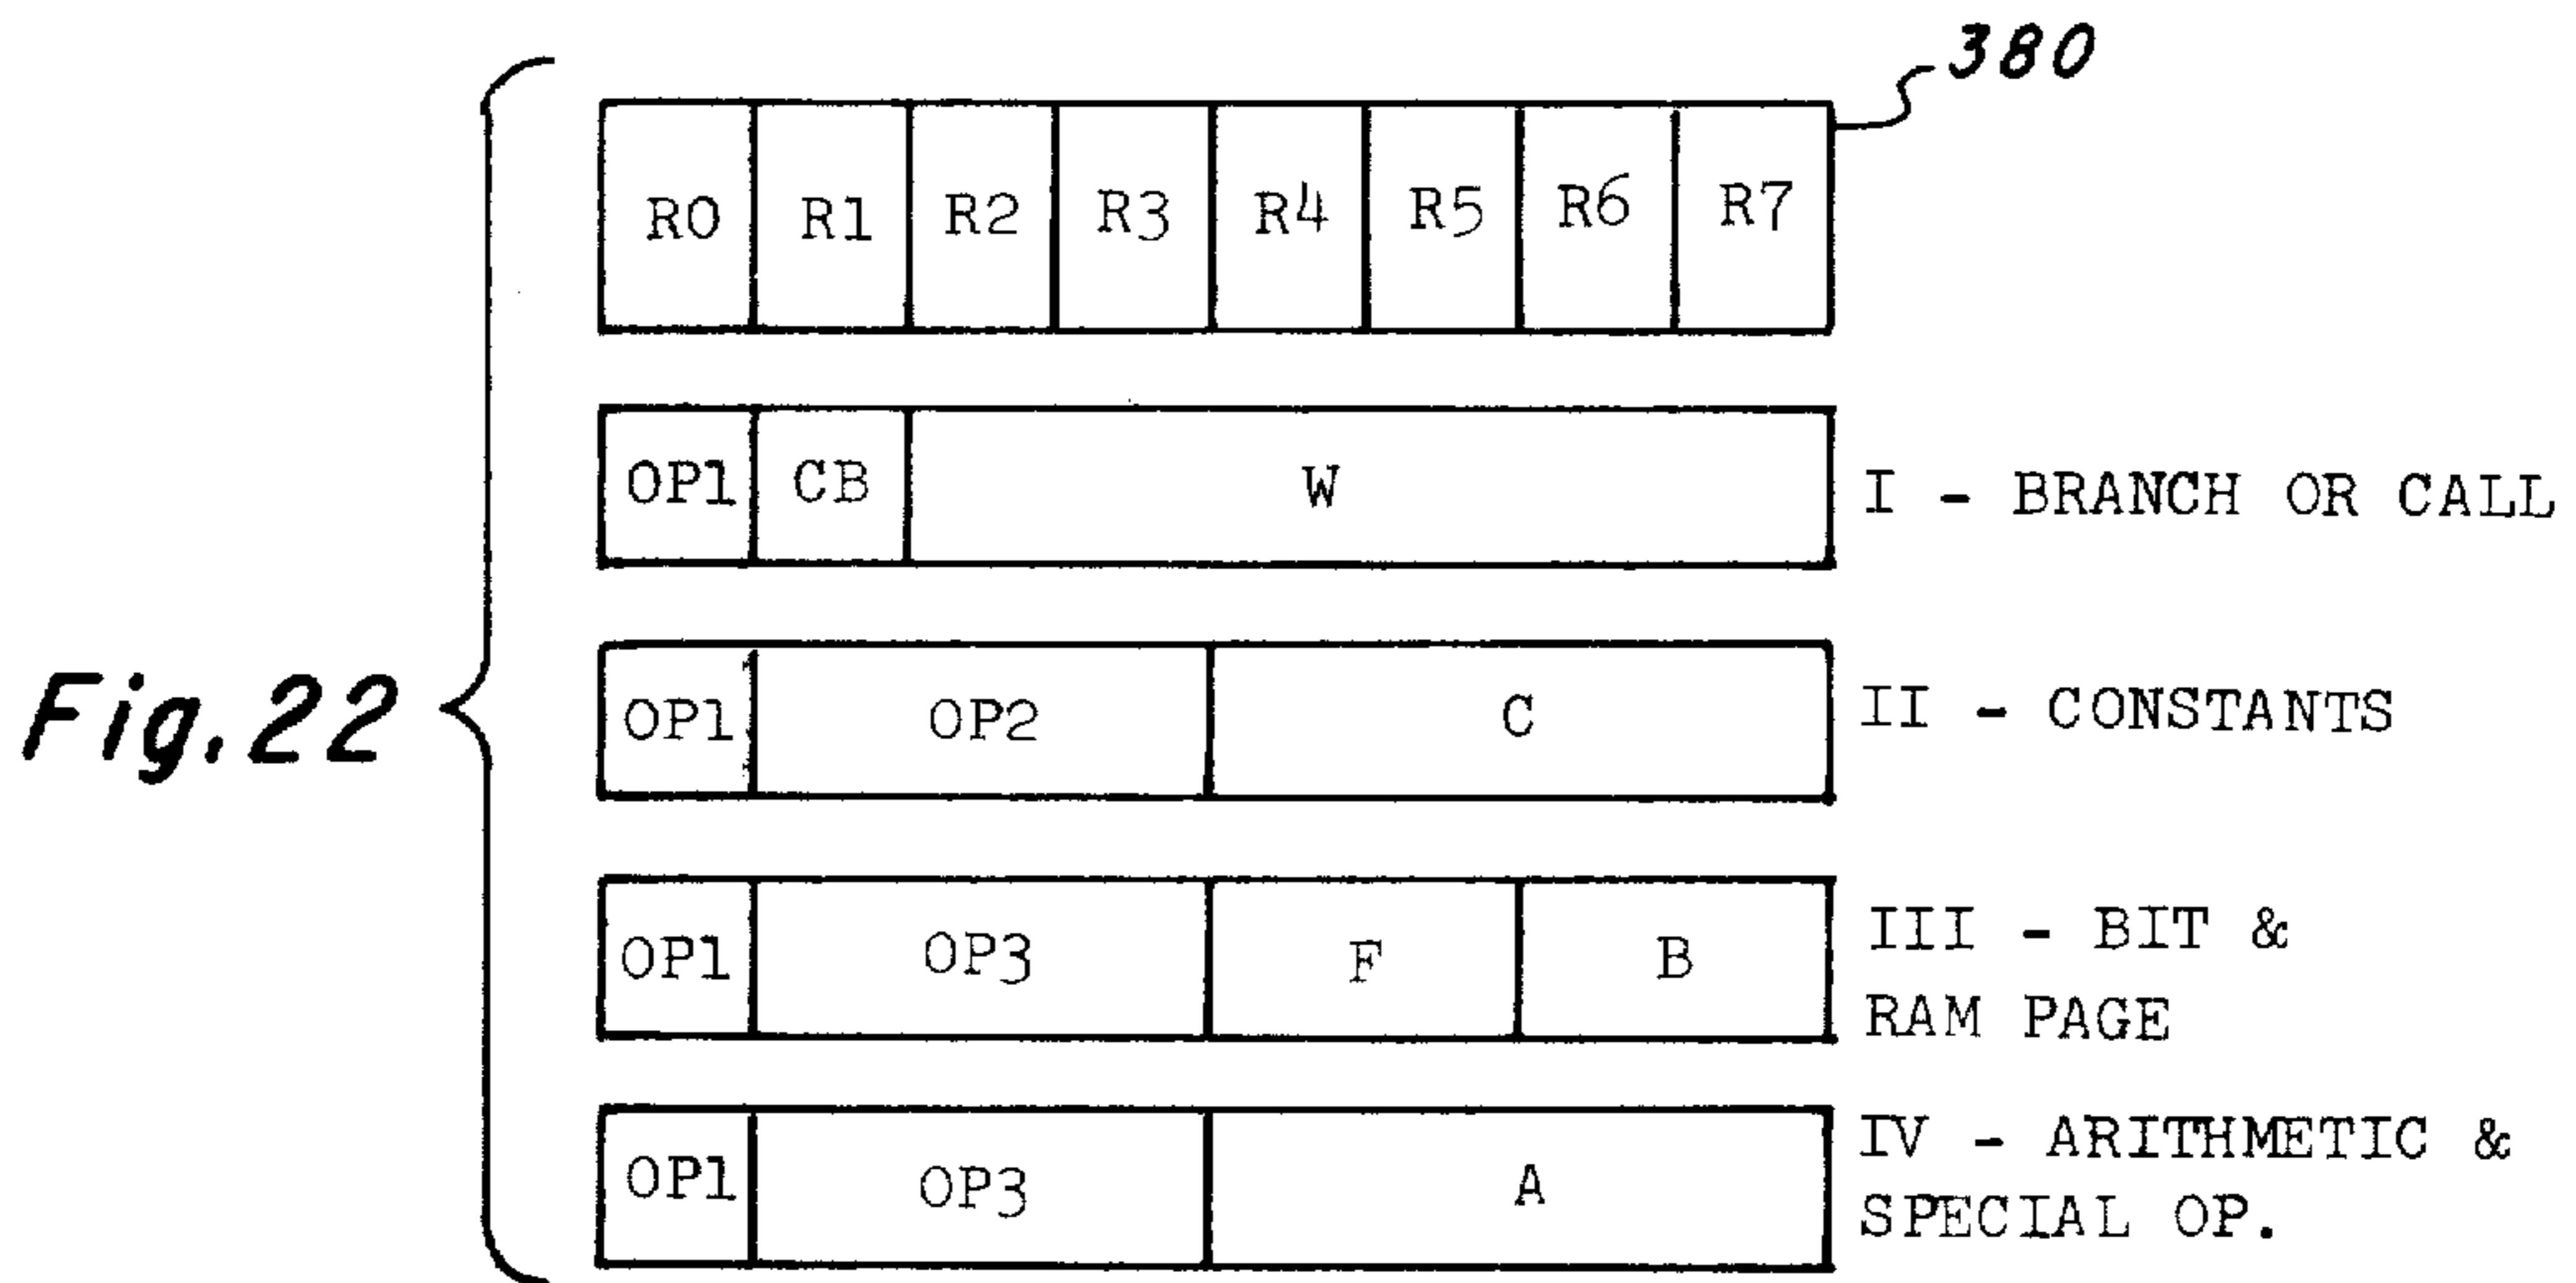 380
R0 R1 R2 R3 R4 R5 R6 R7
OP1 CB W I - BRANCH OR CALL
Fig.22
OP1 OP2 C II - CONSTANTS
OP1 OP3 F B III - BIT &
RAM PAGE
OP1 OP3 A IV - ARITHMETIC &
SPECIAL OP.